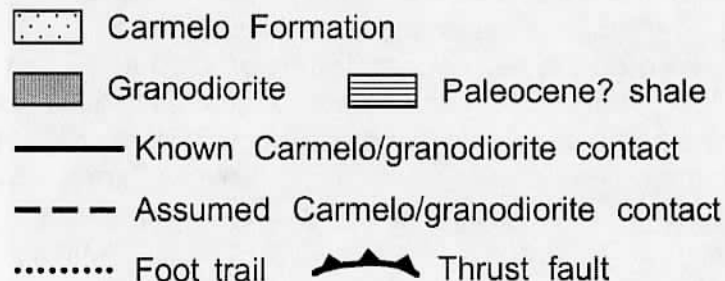 Carmelo Formation
Granodiorite Paleocene? shale
Known Carmelo/granodiorite contact
Assumed Carmelo/granodiorite contact
Foot trail Thrust fault